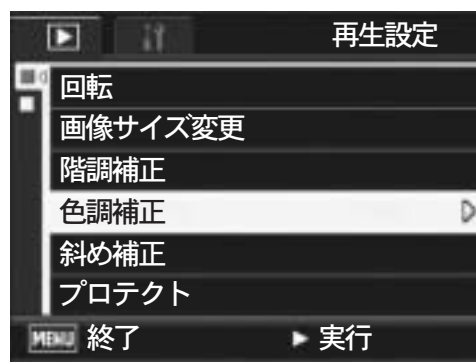 再生設定
回転
画像サイズ変更
階調補正
色調補正
斜め補正
プロテクト
MENU 終了 ▶ 実行